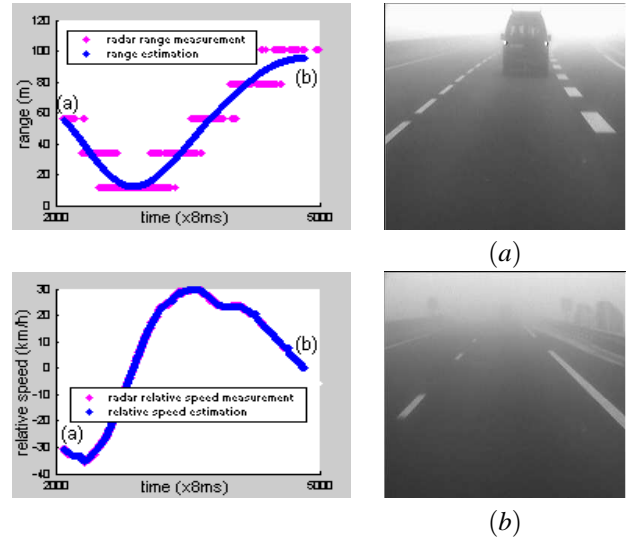 120
100
80
60
40
20
0
range (m)
radar range measurement
range estimation
(a)
(b)
2000
time (x8ms)
5000
(a)
30
20
10
0
-10
-20
-30
-40
relative speed (km/h)
(b)
radar relative speed measurement
relative speed estimation
(a)
2000
time (x8ms)
5000
(b)